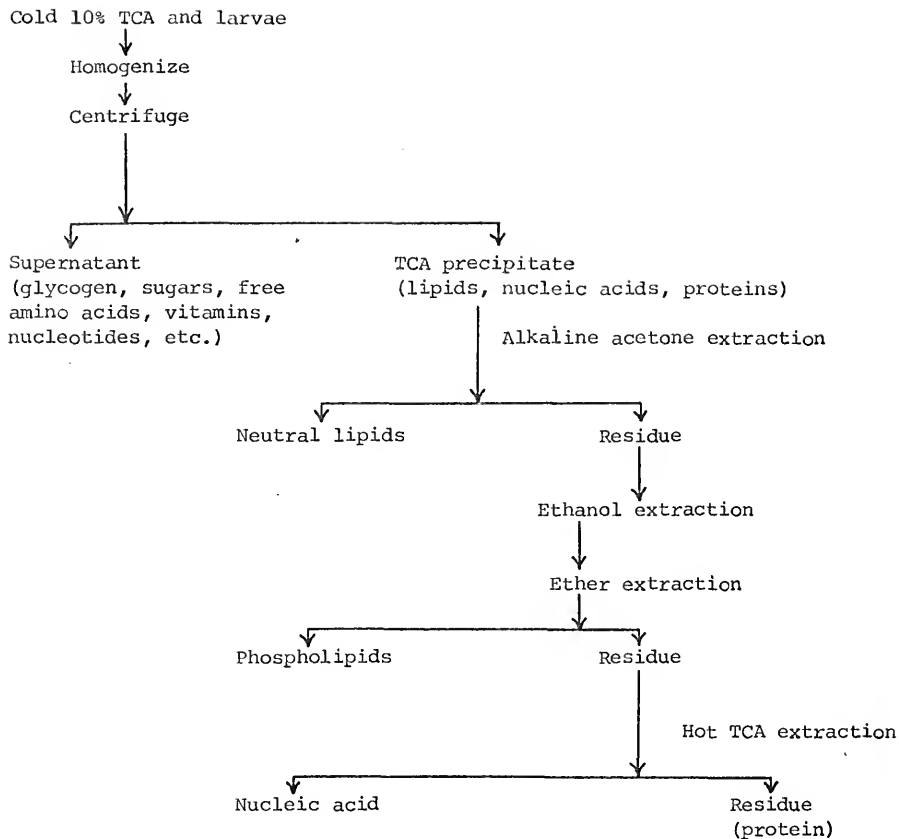 Cold 10% TCA and larvae
Homogenize
Centrifuge
Supernatant
(glycogen, sugars, free
amino acids, vitamins,
nucleotides, etc.)
TCA precipitate
(lipids, nucleic acids, proteins)
Alkaline acetone extraction
Neutral lipids
Residue
Ethanol extraction
Ether extraction
Phospholipids
Residue
Hot TCA extraction
Nucleic acid
Residue
(protein)